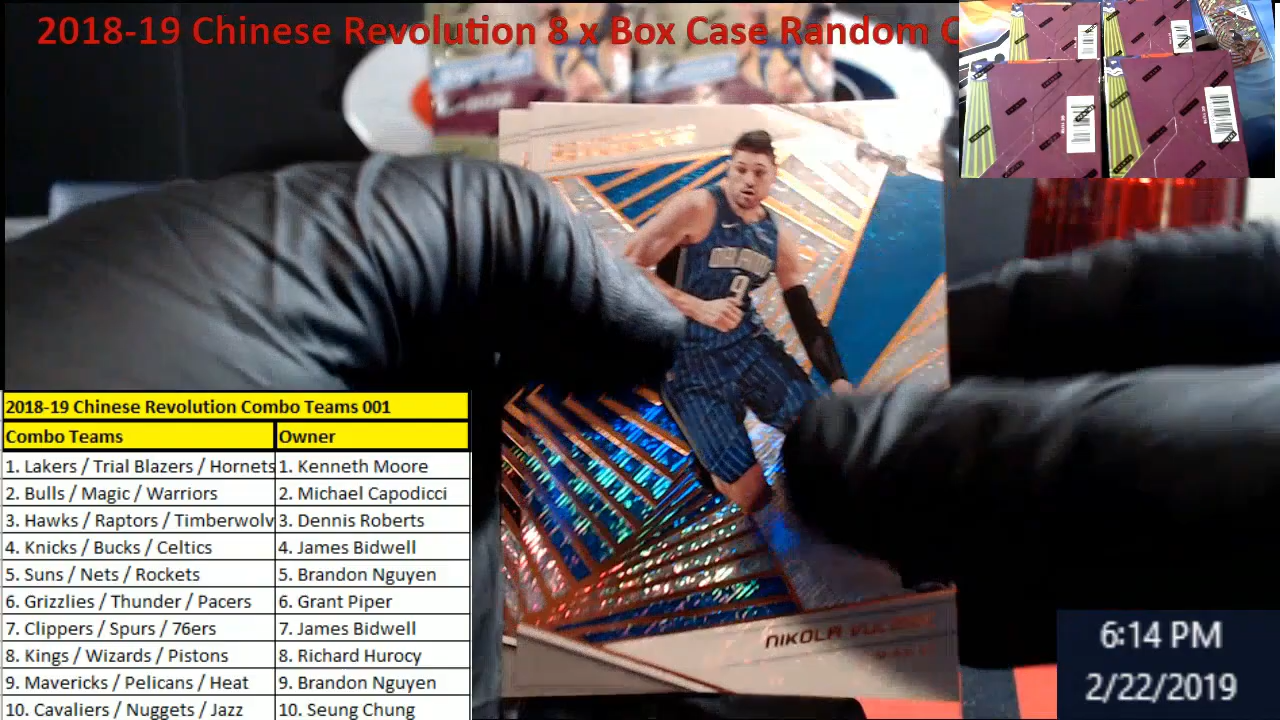 2018-19 Chinese Revolution 8 x Box Case Random
ORLANDO
9
NIKOLA
2018-19 Chinese Revolution Combo Teams 001
Combo Teams Owner
1. Lakers / Trial Blazers / Hornets 1. Kenneth Moore
2. Bulls / Magic / Warriors 2. Michael Capodicci
3. Hawks / Raptors / Timberwolv 3. Dennis Roberts
4. Knicks / Bucks / Celtics 4. James Bidwell
5. Suns / Nets / Rockets 5. Brandon Nguyen
6. Grizzlies / Thunder / Pacers 6. Grant Piper
7. Clippers / Spurs / 76ers 7. James Bidwell
8. Kings / Wizards / Pistons 8. Richard Hurocy
9. Mavericks / Pelicans / Heat 9. Brandon Nguyen
10. Cavaliers / Nuggets / Jazz 10. Seung Chung
6:14 PM
2/22/2019